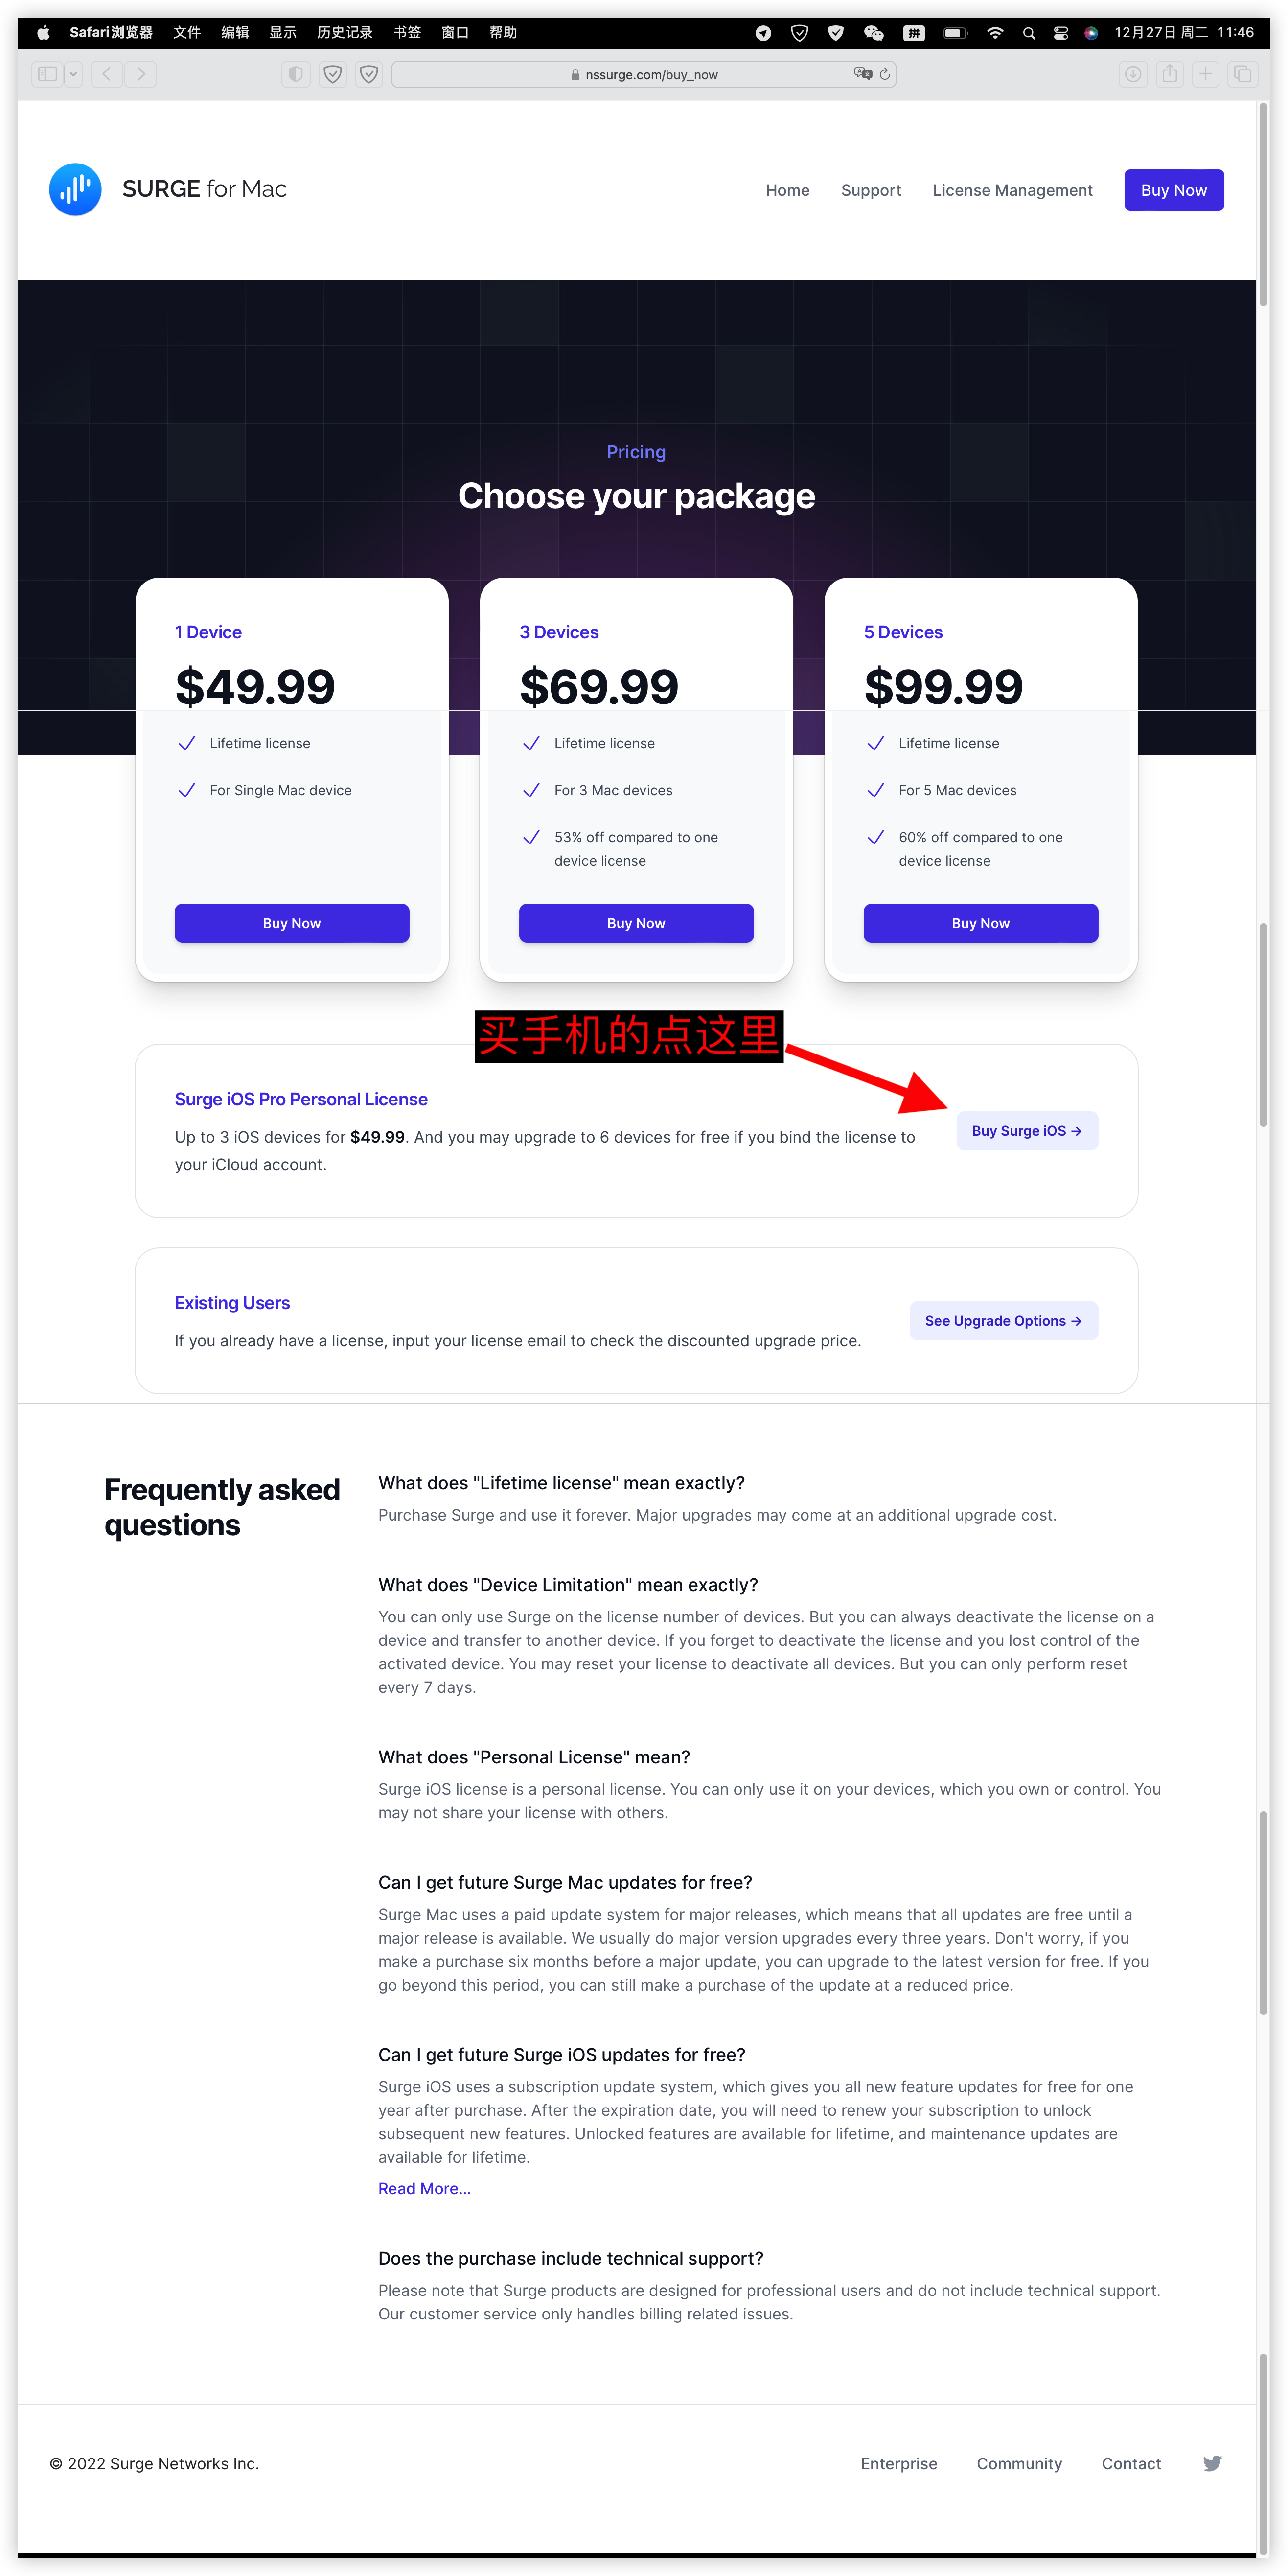 Safari浏览器 文件 编辑 显示 历史记录 书签 窗口 帮助 拼 12月27日 周二 11:46
nssurge.com/buy_now
SURGE for Mac
Home Support License Management Buy Now
Pricing
Choose your package
1 Device
$49.99
Lifetime license
For Single Mac device
Buy Now
3 Devices
$69.99
Lifetime license
For 3 Mac devices
53% off compared to one
device license
Buy Now
5 Devices
$99.99
Lifetime license
For 5 Mac devices
60% off compared to one
device license
Buy Now
买手机的点这里
Surge iOS Pro Personal License
Up to 3 iOS devices for $49.99. And you may upgrade to 6 devices for free if you bind the license to
your iCloud account.
Buy Surge iOS →
Existing Users
If you already have a license, input your license email to check the discounted upgrade price.
See Upgrade Options →
Frequently asked
questions
What does "Lifetime license" mean exactly?
Purchase Surge and use it forever. Major upgrades may come at an additional upgrade cost.
What does "Device Limitation" mean exactly?
You can only use Surge on the license number of devices. But you can always deactivate the license on a
device and transfer to another device. If you forget to deactivate the license and you lost control of the
activated device. You may reset your license to deactivate all devices. But you can only perform reset
every 7 days.
What does "Personal License" mean?
Surge iOS license is a personal license. You can only use it on your devices, which you own or control. You
may not share your license with others.
Can I get future Surge Mac updates for free?
Surge Mac uses a paid update system for major releases, which means that all updates are free until a
major release is available. We usually do major version upgrades every three years. Don't worry, if you
make a purchase six months before a major update, you can upgrade to the latest version for free. If you
go beyond this period, you can still make a purchase of the update at a reduced price.
Can I get future Surge iOS updates for free?
Surge iOS uses a subscription update system, which gives you all new feature updates for free for one
year after purchase. After the expiration date, you will need to renew your subscription to unlock
subsequent new features. Unlocked features are available for lifetime, and maintenance updates are
available for lifetime.
Read More...
Does the purchase include technical support?
Please note that Surge products are designed for professional users and do not include technical support.
Our customer service only handles billing related issues.
© 2022 Surge Networks Inc.
Enterprise Community Contact